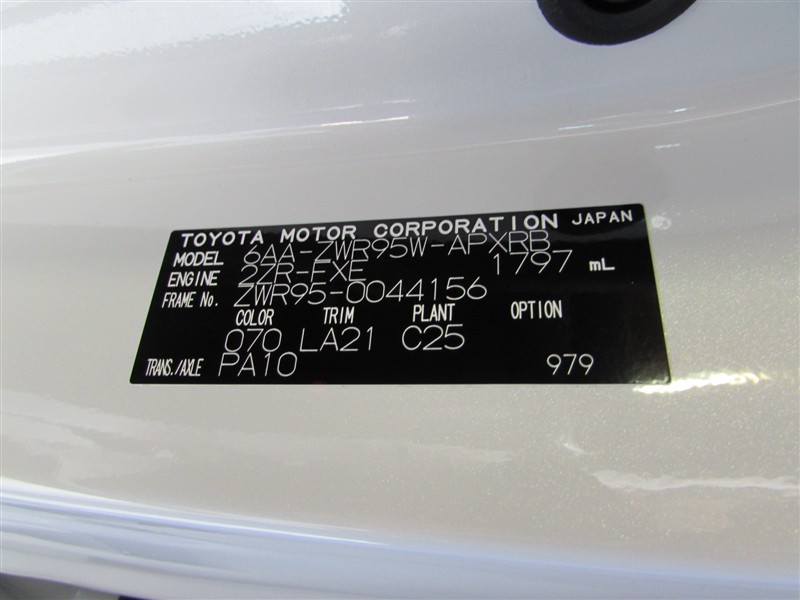 TOYOTA MOTOR CORPORATION JAPAN
MODEL 6AA-ZWR95W-APXRB
ENGINE 2ZR-FXE 1797 mL
FRAME No. ZWR95-0044156
COLOR TRIM PLANT OPTION
070 LA21 C25
TRANS./AXLE PA10 979